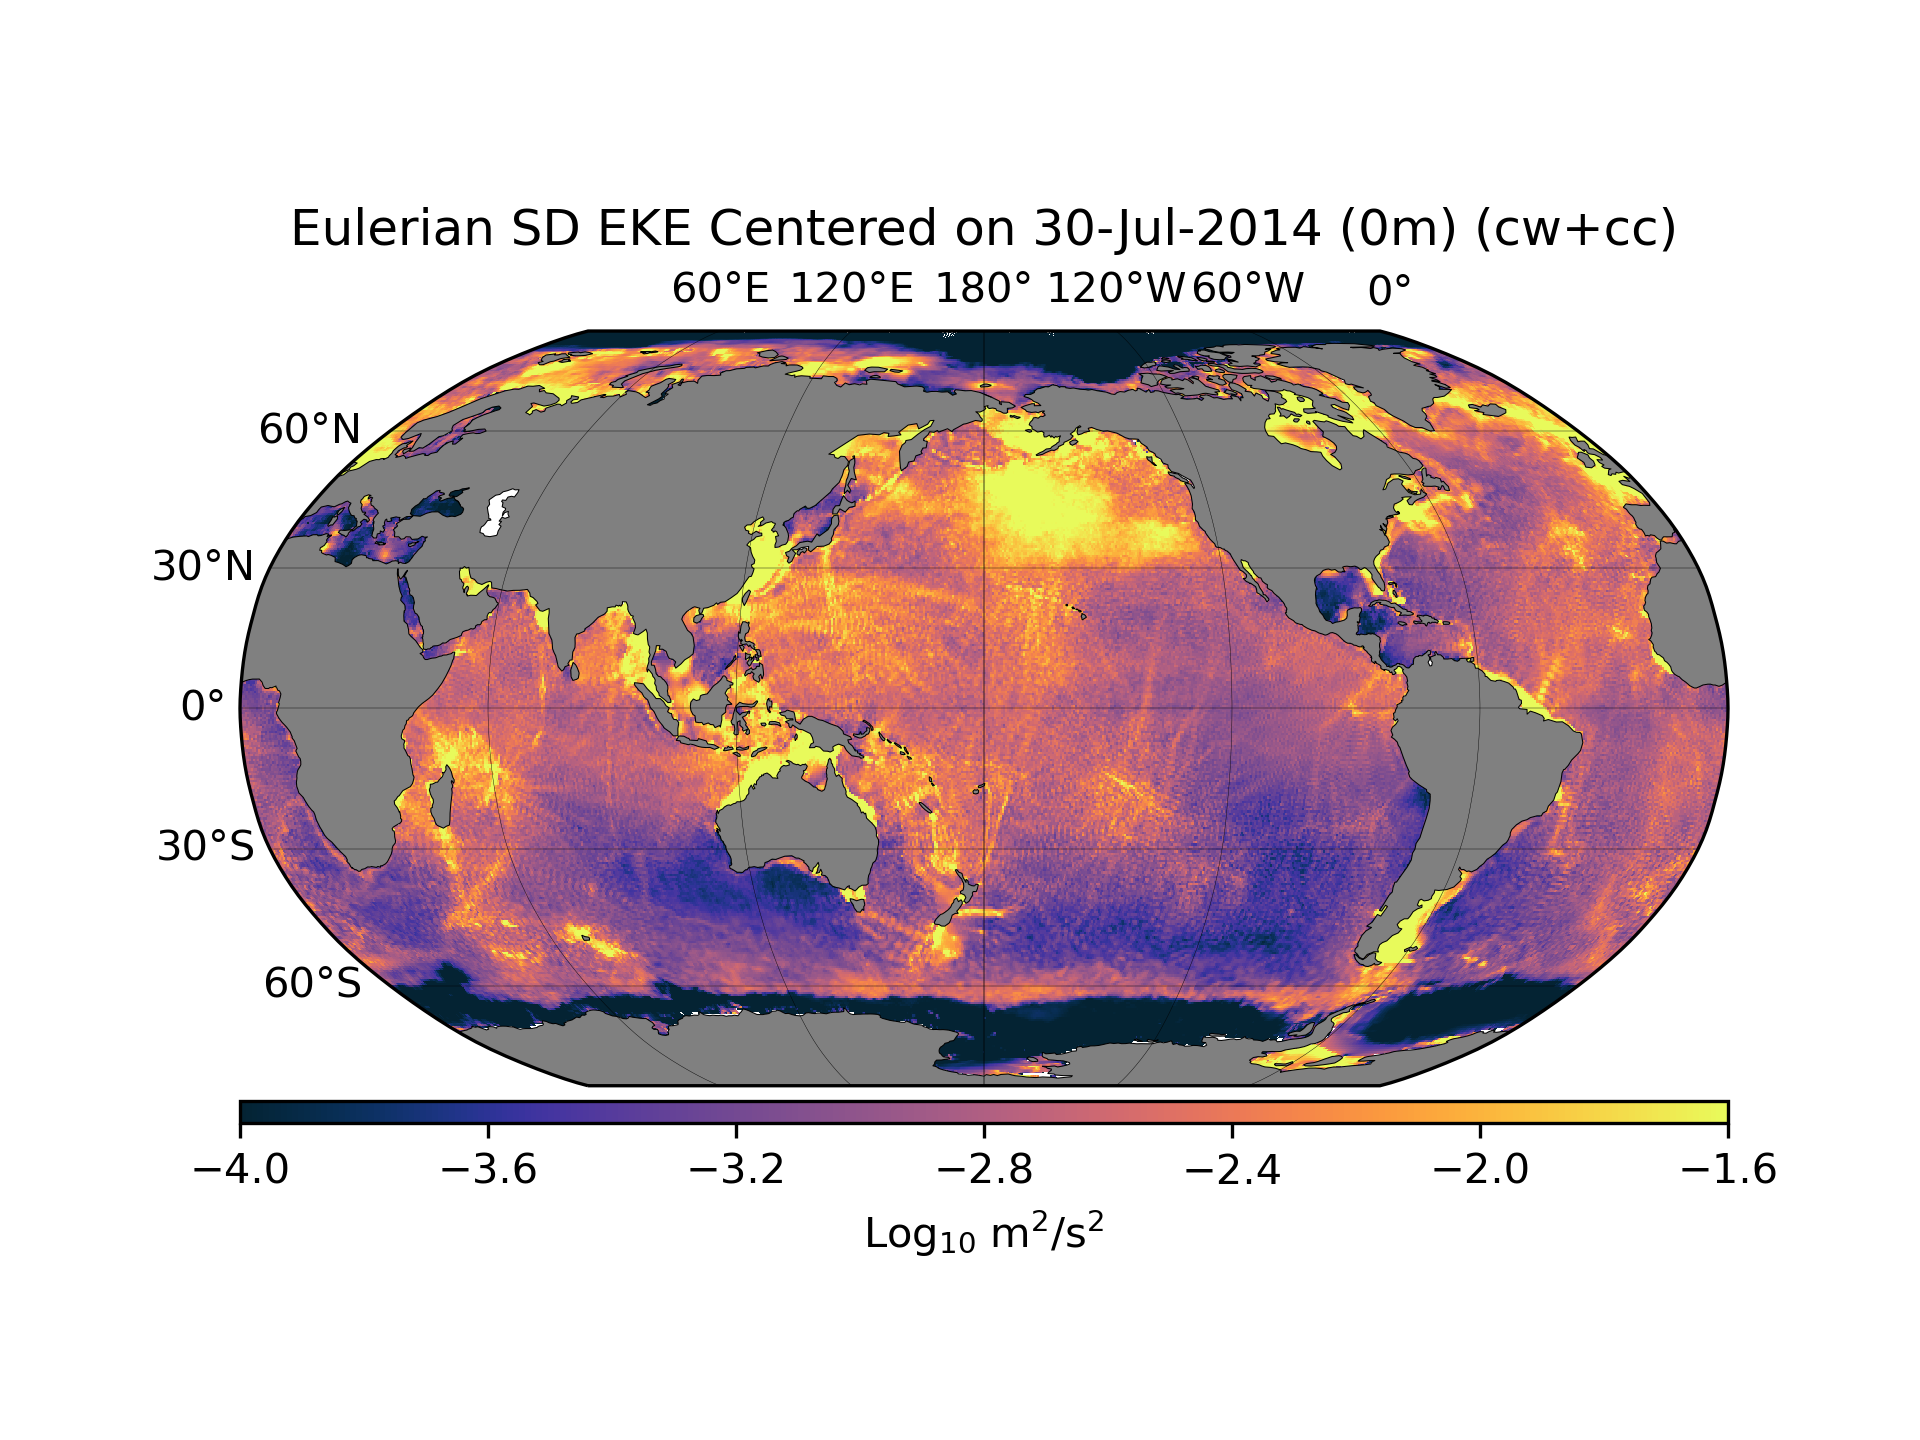 Eulerian SD EKE Centered on 30-Jul-2014 (0m) (cw+cc)
60°E 120°E 180° 120°W 60°W 0°
60°N
30°N
0°
30°S
60°S
−4.0 −3.6 −3.2 −2.8 −2.4 −2.0 −1.6
Log₁₀ m²/s²